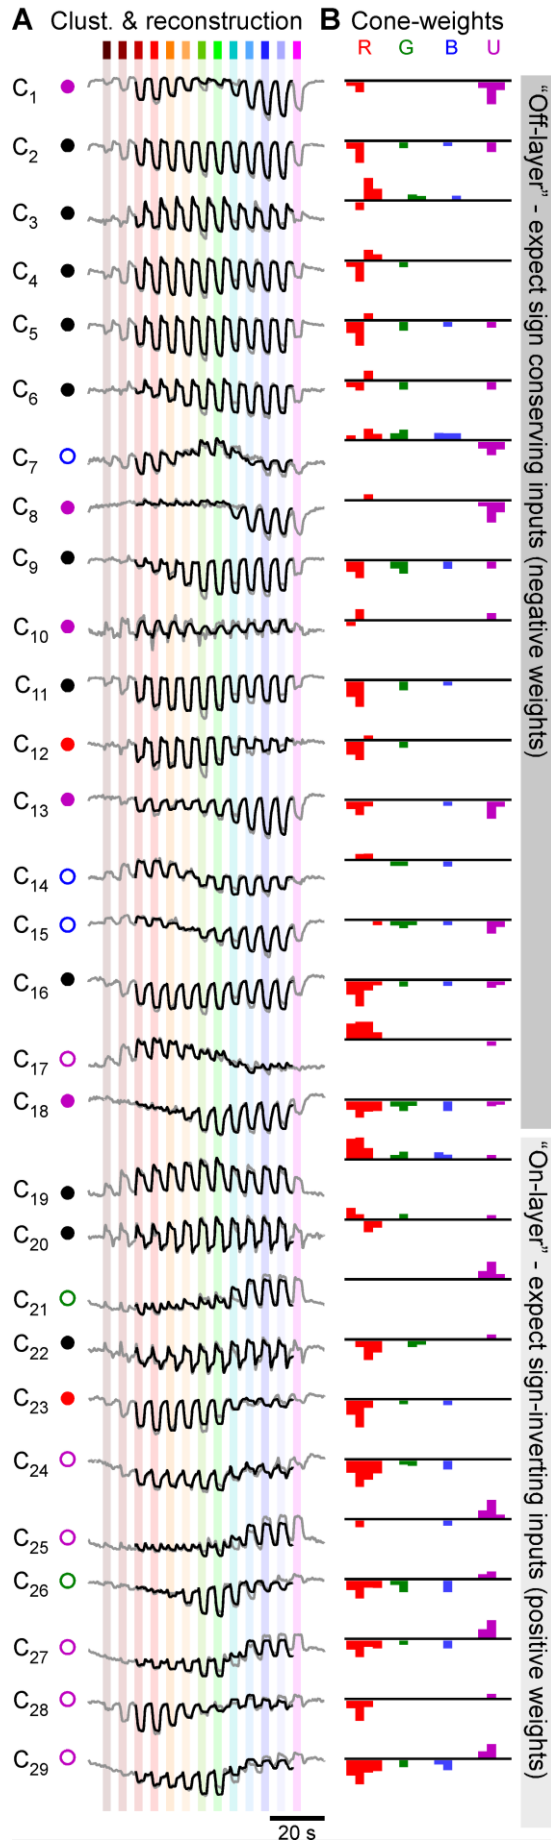 A Clust. & reconstruction B Cone-weights
R G B U
C1
C2
C3
C4
C5
C6
C7
C8
C9
C10
C11
C12
C13
C14
C15
C16
C17
C18
C19
C20
C21
C22
C23
C24
C25
C26
C27
C28
C29
"Off-layer" - expect sign conserving inputs (negative weights)
"On-layer" - expect sign-inverting inputs (positive weights)
20 s